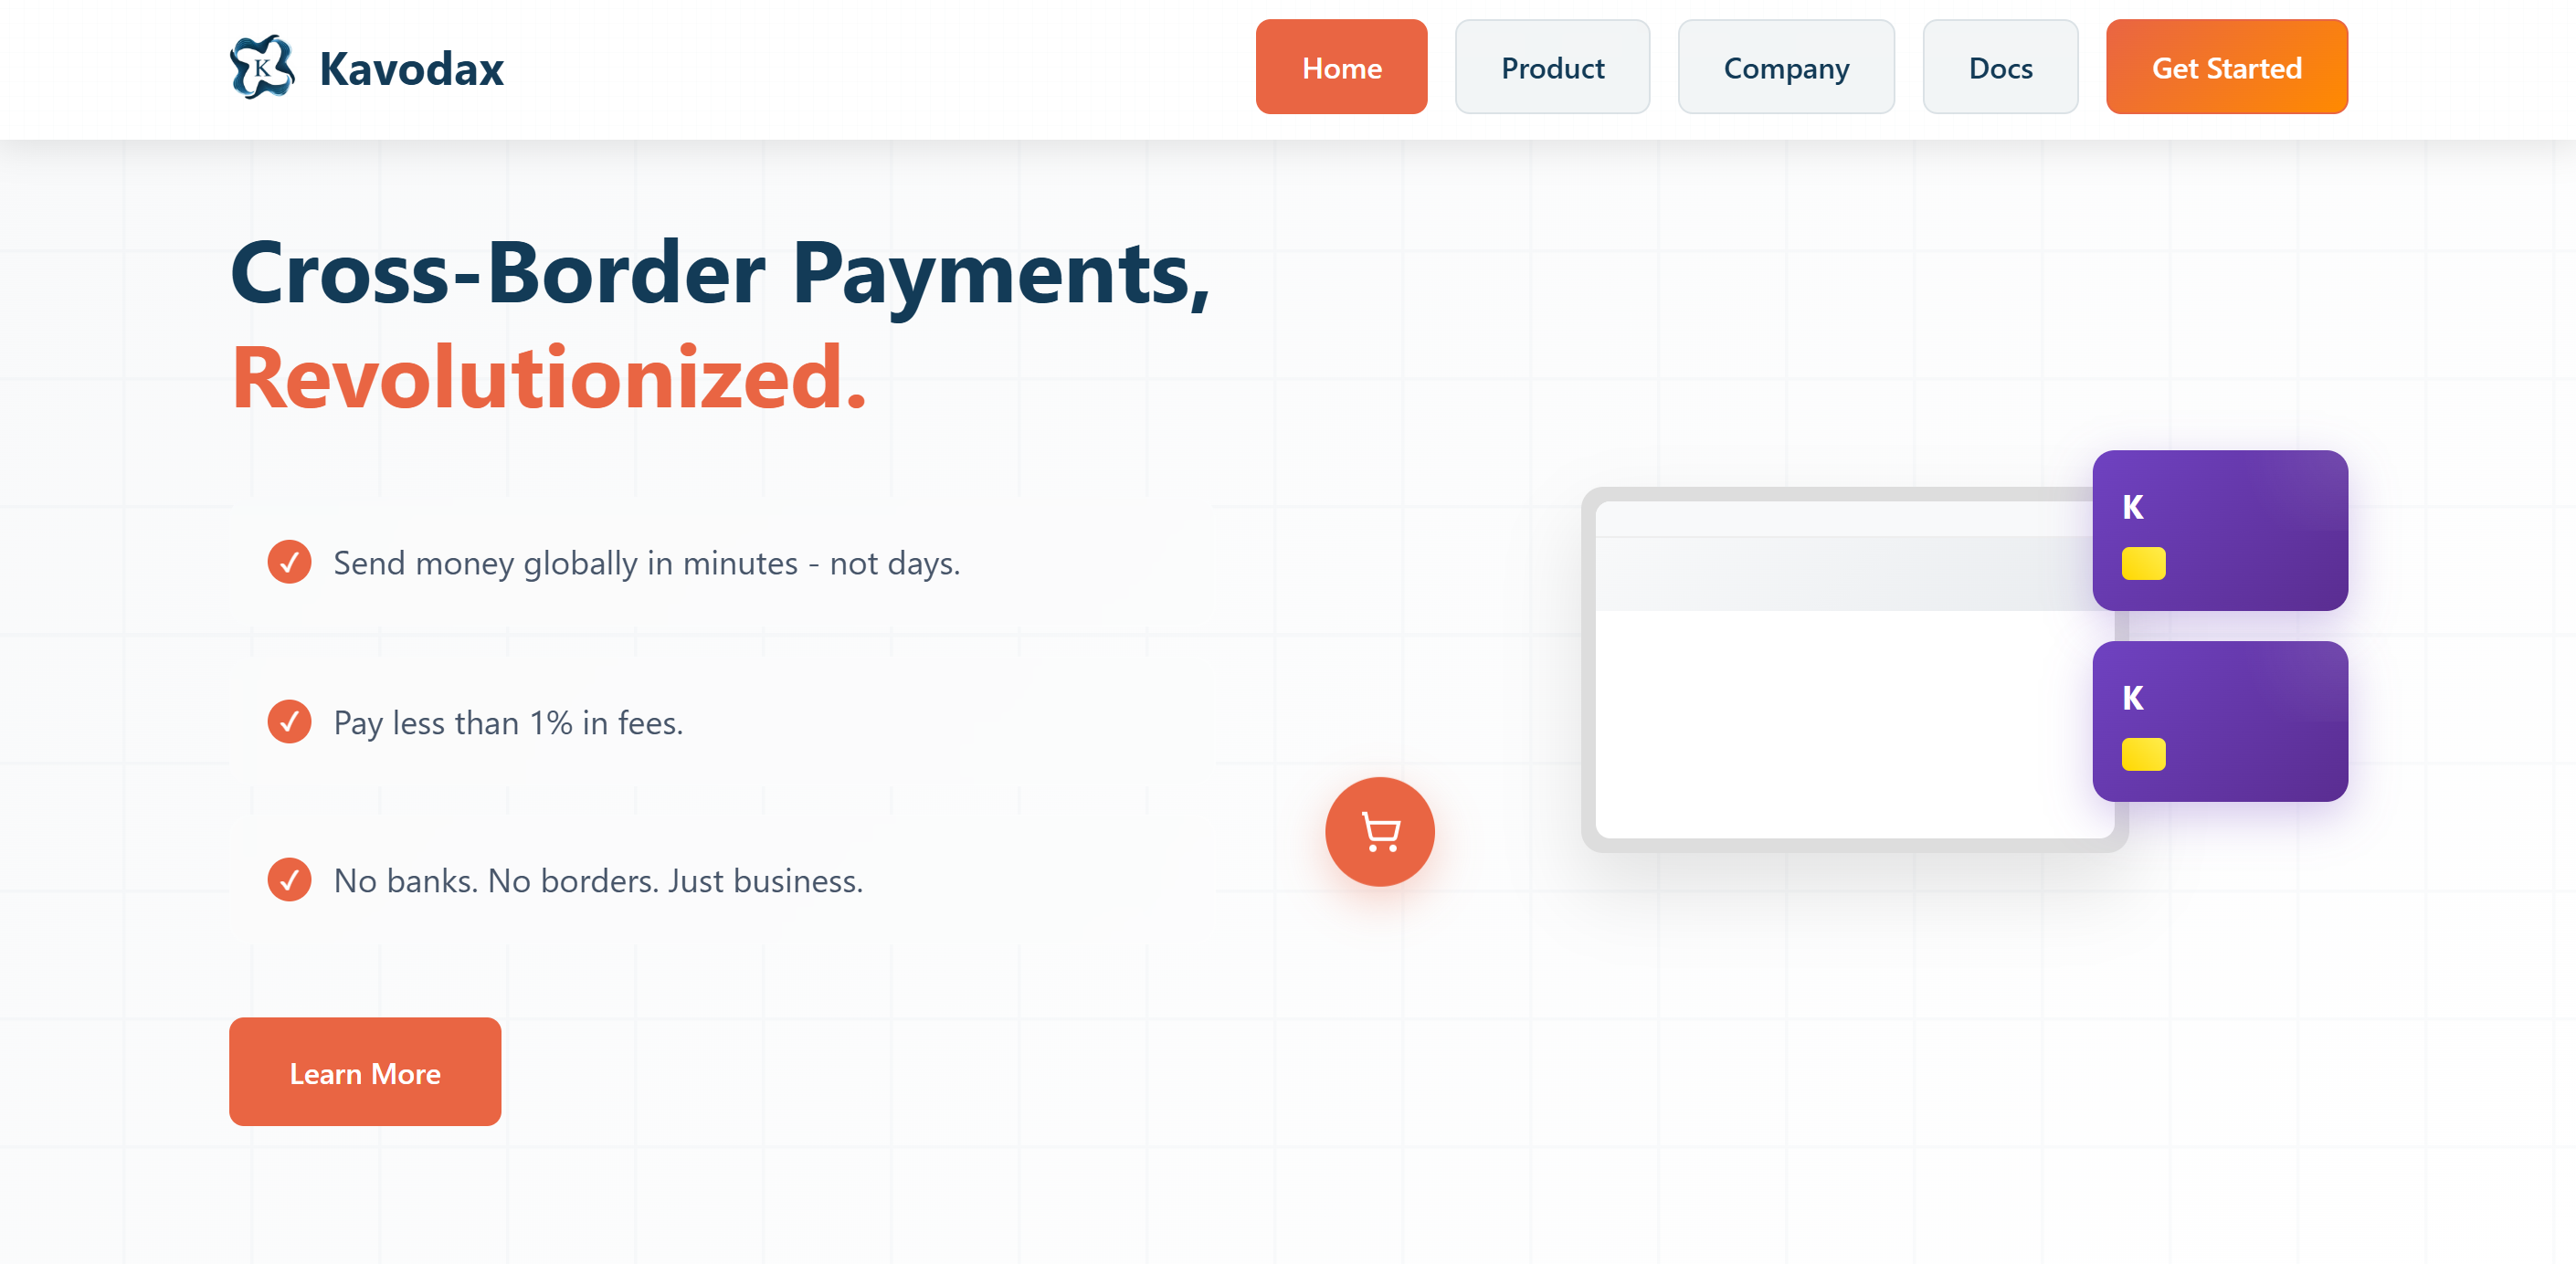 K
Kavodax
Home
Product
Company
Docs
Get Started
Cross-Border Payments,
Revolutionized.
Send money globally in minutes - not days.
Pay less than 1% in fees.
No banks. No borders. Just business.
Learn More
K
K